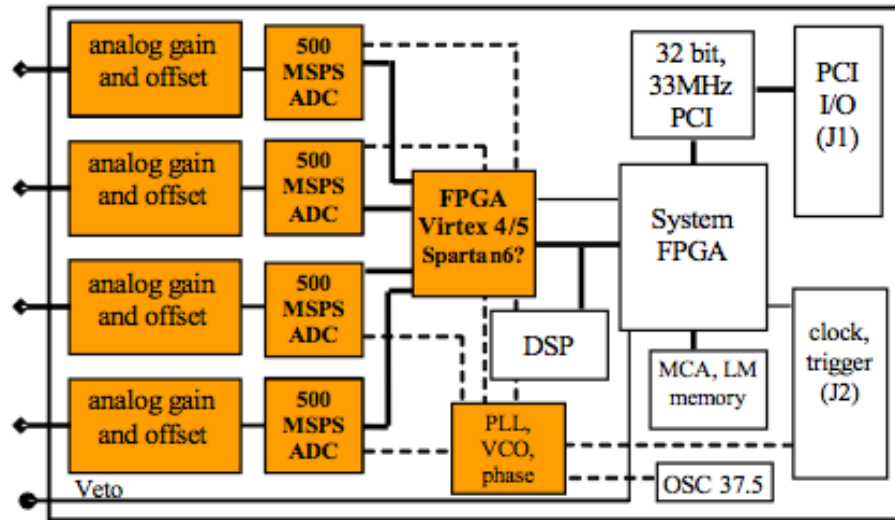 analog gain
and offset
500
MSPS
ADC
32 bit,
33MHz
PCI
PCI
I/O
(J1)
analog gain
and offset
500
MSPS
ADC
FPGA
Virtex 4/5
Spartan6?
System
FPGA
analog gain
and offset
500
MSPS
ADC
DSP
clock,
trigger
(J2)
MCA, LM
memory
analog gain
and offset
500
MSPS
ADC
PLL,
VCO,
phase
OSC 37.5
Veto